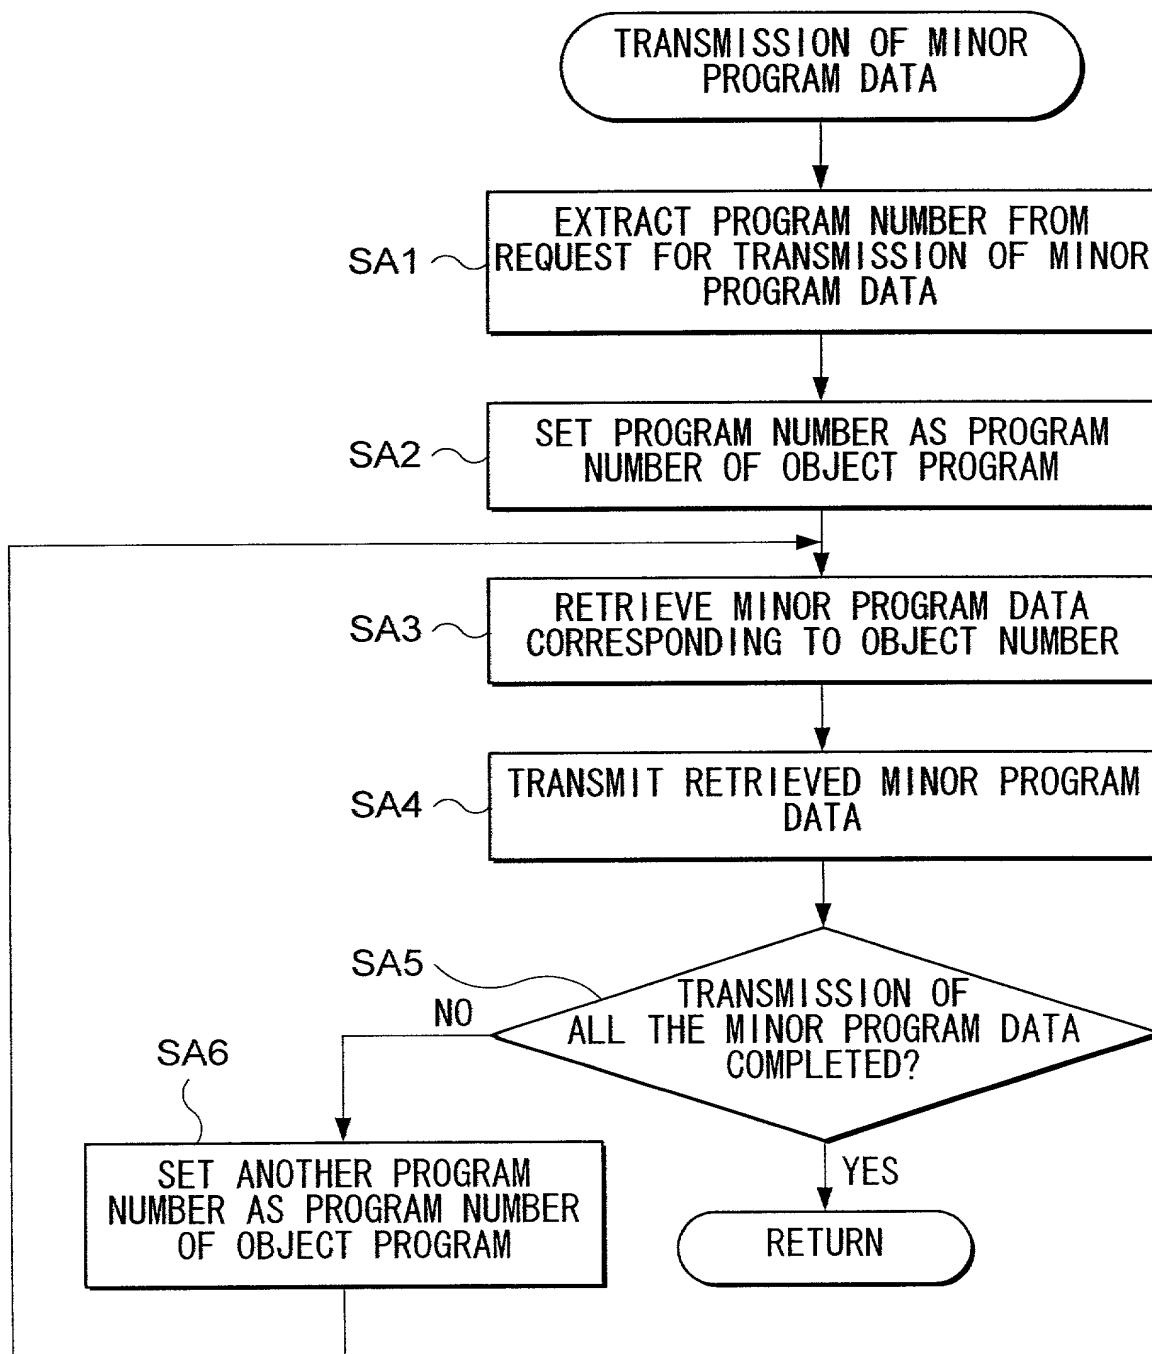 TRANSMISSION OF MINOR
PROGRAM DATA
SA1
EXTRACT PROGRAM NUMBER FROM
REQUEST FOR TRANSMISSION OF MINOR
PROGRAM DATA
SA2
SET PROGRAM NUMBER AS PROGRAM
NUMBER OF OBJECT PROGRAM
SA3
RETRIEVE MINOR PROGRAM DATA
CORRESPONDING TO OBJECT NUMBER
SA4
TRANSMIT RETRIEVED MINOR PROGRAM
DATA
SA5
TRANSMISSION OF
ALL THE MINOR PROGRAM DATA
COMPLETED?
NO
SA6
SET ANOTHER PROGRAM
NUMBER AS PROGRAM NUMBER
OF OBJECT PROGRAM
YES
RETURN